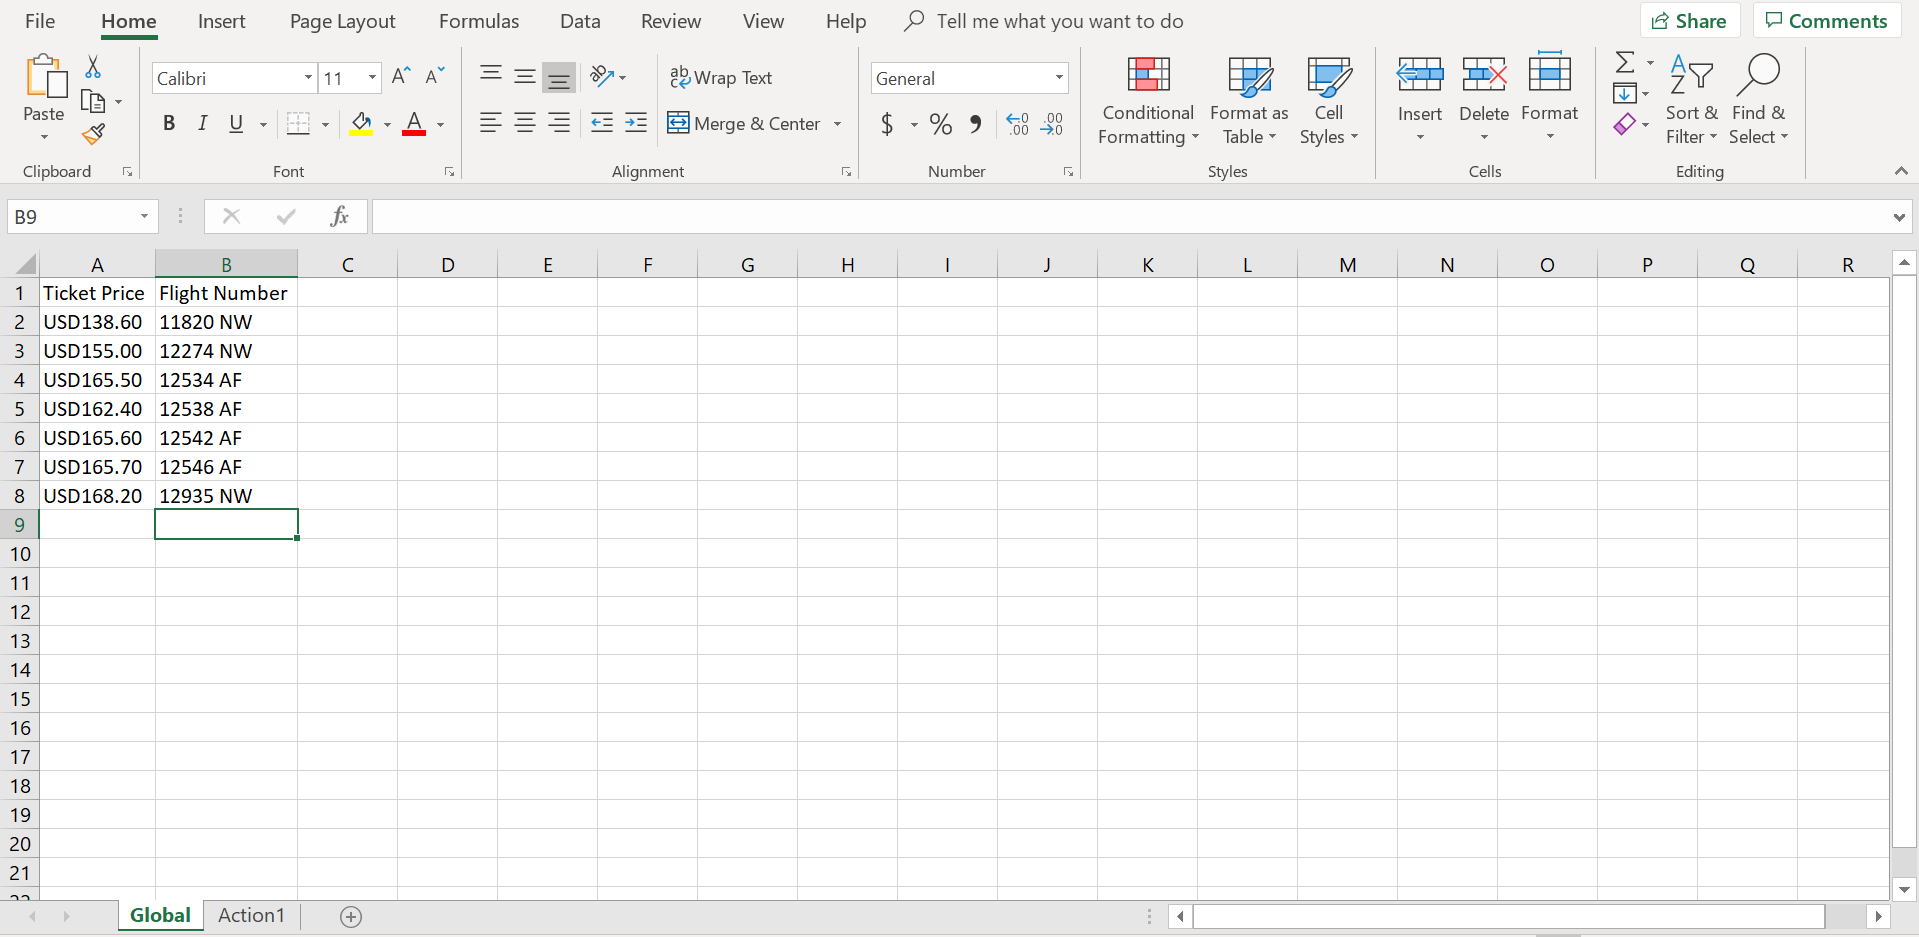 File Home Insert Page Layout Formulas Data Review View Help Tell me what you want to do Share Comments
Calibri 11 A A ab Wrap Text General
Paste B I U A Merge & Center $ % , .00 .0 .00 .0
Conditional Formatting Format as Table Cell Styles Insert Delete Format Sort & Filter Find & Select
Clipboard Font Alignment Number Styles Cells Editing
B9 fx
A B C D E F G H I J K L M N O P Q R
1 Ticket Price Flight Number
2 USD138.60 11820 NW
3 USD155.00 12274 NW
4 USD165.50 12534 AF
5 USD162.40 12538 AF
6 USD165.60 12542 AF
7 USD165.70 12546 AF
8 USD168.20 12935 NW
9
10
11
12
13
14
15
16
17
18
19
20
21
Global Action1